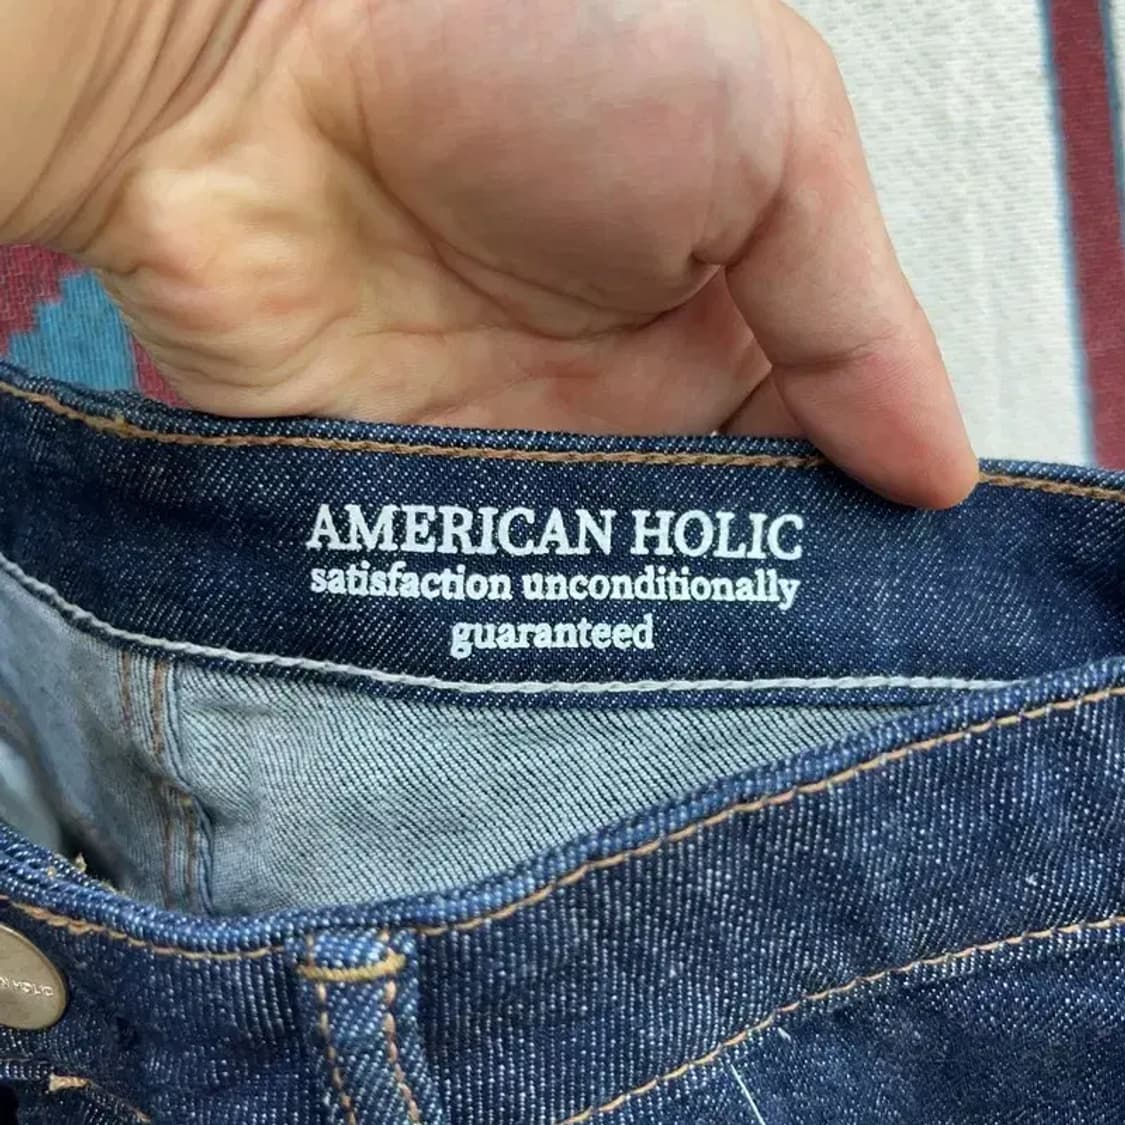 AMERICAN HOLIC
satisfaction unconditionally
guaranteed